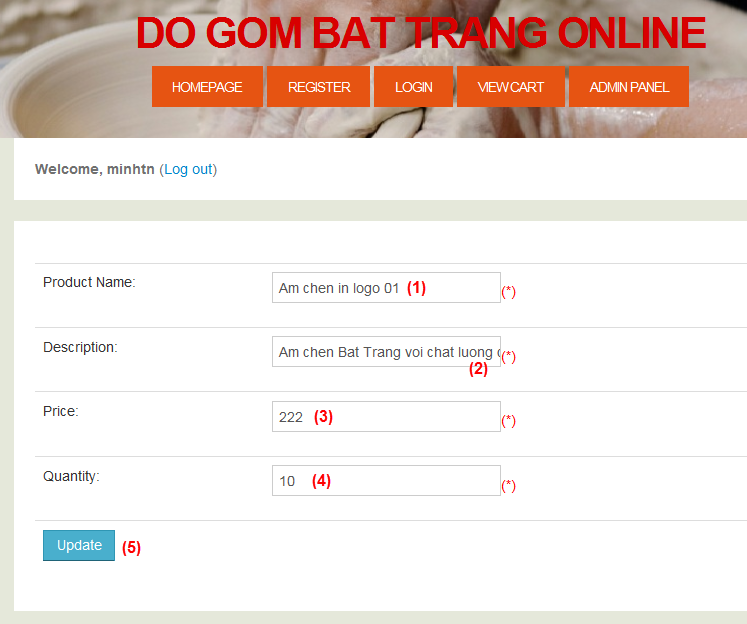 DO GOM BAT TRANG ONLINE
HOMEPAGE REGISTER LOGIN VIEW CART ADMIN PANEL
Welcome, minhtn (Log out)
Product Name: Am chen in logo 01 (1) (*)
Description: Am chen Bat Trang voi chat luong (*)
(2)
Price: 222 (3) (*)
Quantity: 10 (4) (*)
Update (5)